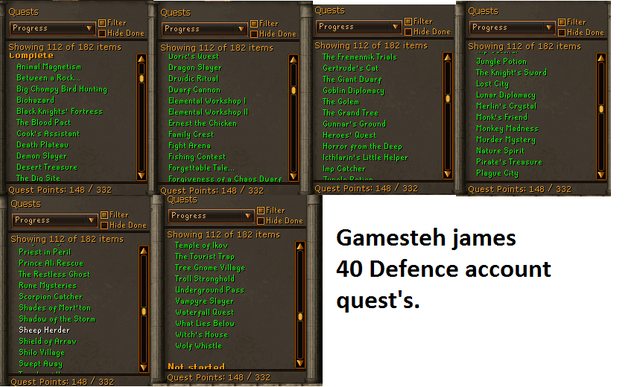 Quests
Progress
Filter
Hide Done
Showing 112 of 182 items
Complete
Animal Magnetism
Between a Rock...
Big Chompy Bird Hunting
Biohazard
Black Knights' Fortress
The Blood Pact
Cook's Assistant
Death Plateau
Demon Slayer
Desert Treasure
The Dig Site
Quest Points: 148 / 332
Quests
Progress
Filter
Hide Done
Showing 112 of 182 items
Doric's Quest
Dragon Slayer
Druidic Ritual
Dwarf Cannon
Elemental Workshop I
Elemental Workshop II
Ernest the Chicken
Family Crest
Fight Arena
Fishing Contest
Forgettable Tale...
Forgiveness of a Chaos Dwarf
Quest Points: 148 / 332
Quests
Progress
Filter
Hide Done
Showing 112 of 182 items
The Fremennik Trials
Gertrude's Cat
The Giant Dwarf
Goblin Diplomacy
The Golem
The Grand Tree
Gunnar's Ground
Heroes' Quest
Horror from the Deep
Icthlarin's Little Helper
Imp Catcher
Jungle Potion
Quest Points: 148 / 332
Quests
Progress
Filter
Hide Done
Showing 112 of 182 items
Jungle Potion
The Knight's Sword
Lost City
Lunar Diplomacy
Merlin's Crystal
Monk's Friend
Monkey Madness
Murder Mystery
Nature Spirit
Pirate's Treasure
Plague City
Quest Points: 148 / 332
Quests
Progress
Filter
Hide Done
Showing 112 of 182 items
Priest in Peril
Prince Ali Rescue
The Restless Ghost
Rune Mysteries
Scorpion Catcher
Shades of Mort'ton
Shadow of the Storm
Sheep Herder
Shield of Arrav
Shilo Village
Swept Away
Quest Points: 148 / 332
Quests
Progress
Filter
Hide Done
Showing 112 of 182 items
Temple of Ikov
The Tourist Trap
Tree Gnome Village
Troll Stronghold
Underground Pass
Vampyre Slayer
Waterfall Quest
What Lies Below
Witch's House
Wolf Whistle
Not started
Quest Points: 148 / 332
Gamesteh james
40 Defence account
quest's.